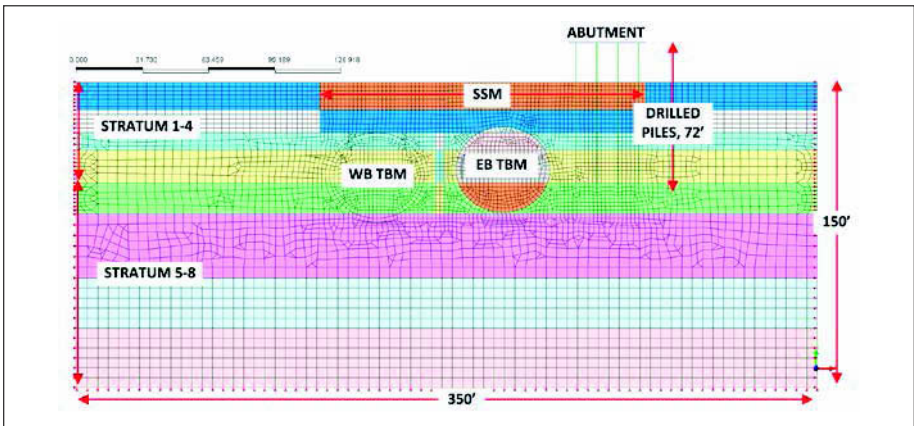 ABUTMENT
0.000 31.700 63.459 95.189 126.918
SSM
DRILLED
PILES, 72'
STRATUM 1-4
WB TBM
EB TBM
150'
STRATUM 5-8
350'